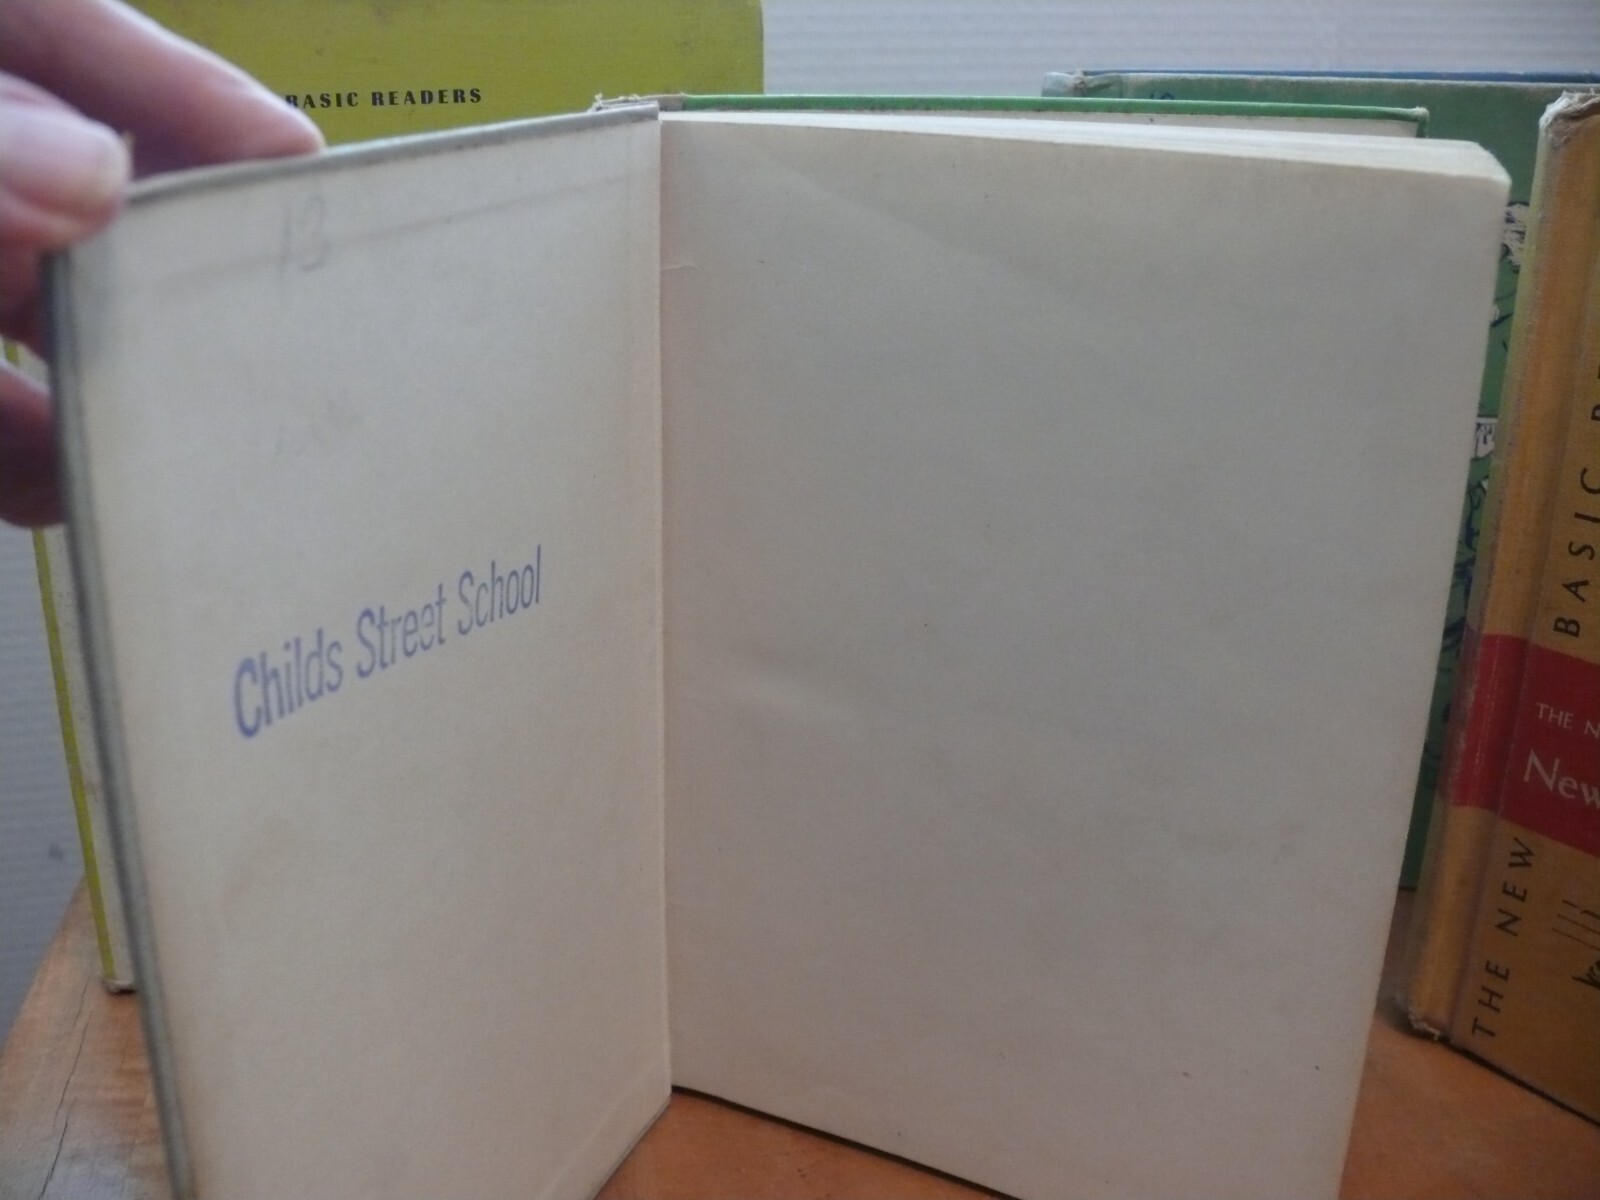 BASIC READERS
13
Childs Street School
THE NEW BASIC
THE
New